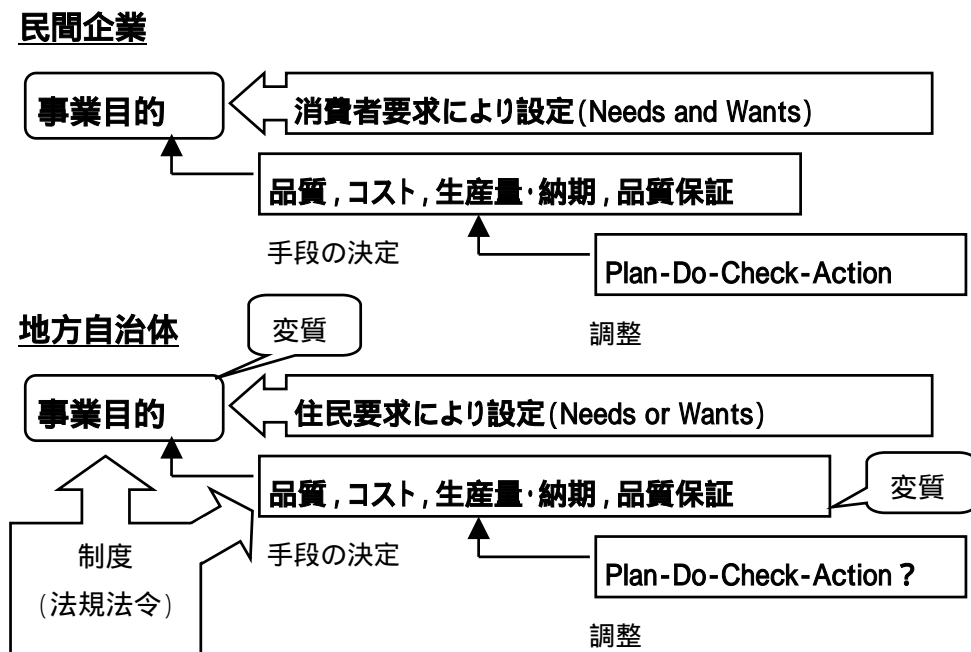 民間企業
事業目的
消費者要求により設定(Needs and Wants)
品質,コスト,生産量・納期,品質保証
手段の決定
Plan-Do-Check-Action
調整
地方自治体
変質
事業目的
住民要求により設定(Needs or Wants)
品質,コスト,生産量・納期,品質保証
変質
制度
(法規法令)
手段の決定
Plan-Do-Check-Action?
調整